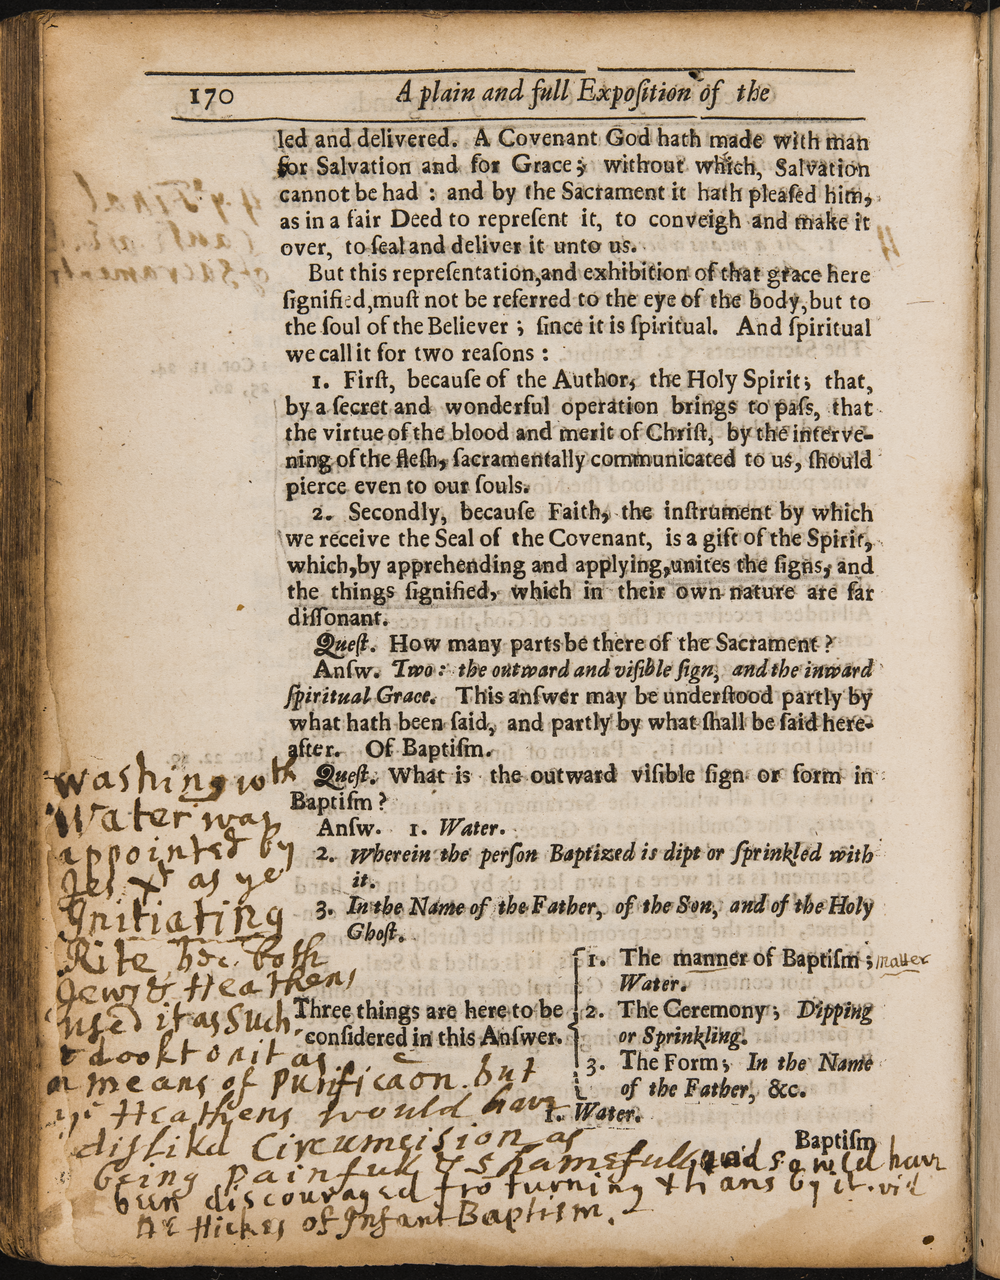 170 A plain and full Expoſition of the
led and delivered. A Covenant God hath made with man
for Salvation and for Grace; without which, Salvation
cannot be had : and by the Sacrament it hath pleaſed him,
as in a fair Deed to repreſent it, to conveigh and make it
over, to ſeal and deliver it unto us.
But this repreſentation, and exhibition of that grace here
ſignified, muſt not be referred to the eye of the body, but to
the ſoul of the Believer ; ſince it is ſpiritual. And ſpiritual
we call it for two reaſons :
1. Firſt, becauſe of the Author, the Holy Spirit; that,
by a ſecret and wonderful operation brings to paſs, that
the virtue of the blood and merit of Chriſt, by the interve-
ning of the fleſh, ſacramentally communicated to us, ſhould
pierce even to our ſouls.
2. Secondly, becauſe Faith, the inſtrument by which
we receive the Seal of the Covenant, is a gift of the Spirit,
which, by apprehending and applying, unites the ſigns, and
the things ſignified, which in their own nature are far
diſſonant.
Queſt. How many parts be there of the Sacrament ?
Anſw. Two : the outward and viſible ſign, and the inward
ſpiritual Grace. This anſwer may be underſtood partly by
what hath been ſaid, and partly by what ſhall be ſaid here-
after. Of Baptiſm.
Queſt. What is the outward viſible ſign or form in
Baptiſm ?
Anſw. 1. Water.
2. Wherein the perſon Baptized is dipt or ſprinkled with
it.
3. In the Name of the Father, of the Son, and of the Holy
Ghoſt.
Three things are here to be
conſidered in this Anſwer.
1. The manner of Baptiſm ; matter
Water.
2. The Ceremony ; Dipping
or Sprinkling.
3. The Form ; In the Name
of the Father, &c.
1. Water.
Baptiſm
washing wth
Water was
appointed by
Jes Xt as ye
Initiating
Rite bec. both
Jews & Heathens
used it as Such
& lookt on it as
a means of Purificaon. but
ye Heathens would have
dislikd Circumcision as
being painfull & shamefull and so would have
been discouraged fro turning Xtians by it. vid
Hickes of Infant Baptism.